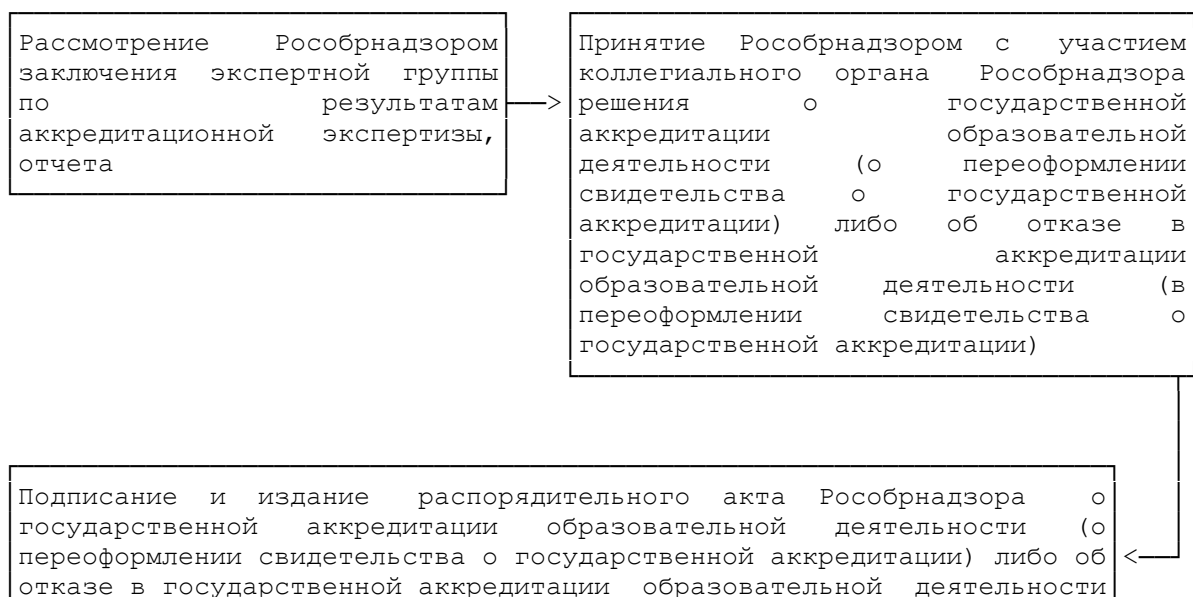 Рассмотрение Рособрнадзором
заключения экспертной группы
по результатам
аккредитационной экспертизы,
отчета
Принятие Рособрнадзором с участием
коллегиального органа Рособрнадзора
решения о государственной
аккредитации образовательной
деятельности (о переоформлении
свидетельства о государственной
аккредитации) либо об отказе в
государственной аккредитации
образовательной деятельности (в
переоформлении свидетельства о
государственной аккредитации)
Подписание и издание распорядительного акта Рособрнадзора о
государственной аккредитации образовательной деятельности (о
переоформлении свидетельства о государственной аккредитации) либо об
отказе в государственной аккредитации образовательной деятельности